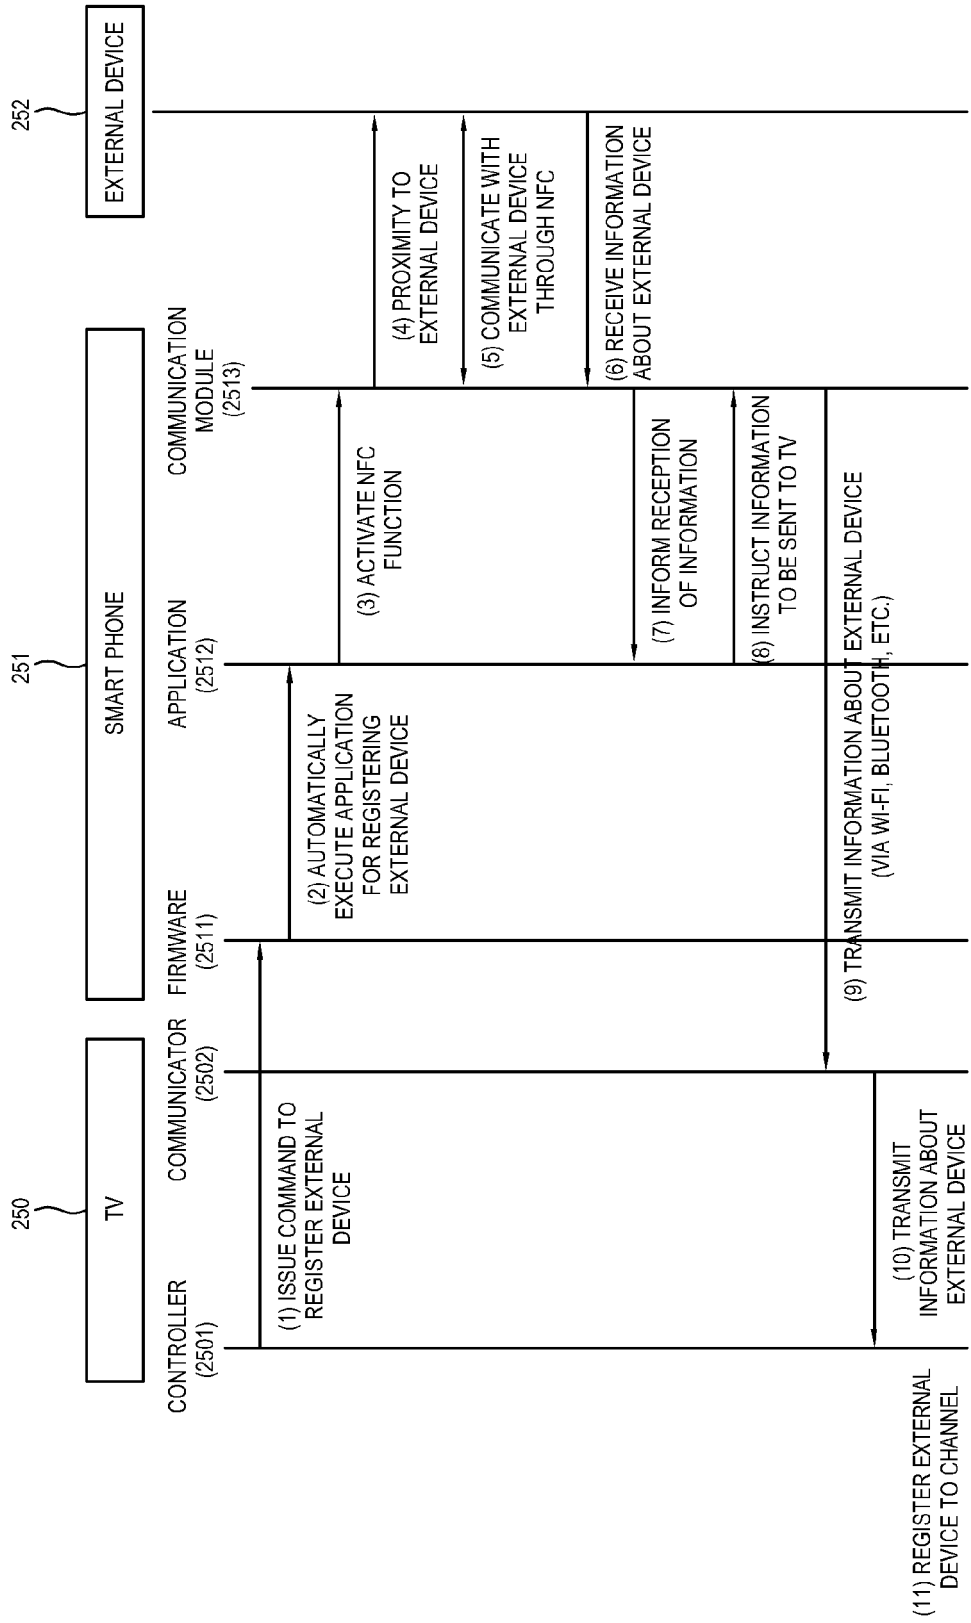 250
TV
CONTROLLER
(2501)
COMMUNICATOR
(2502)
251
SMART PHONE
FIRMWARE
(2511)
APPLICATION
(2512)
COMMUNICATION
MODULE
(2513)
252
EXTERNAL DEVICE
(1) ISSUE COMMAND TO
REGISTER EXTERNAL
DEVICE
(2) AUTOMATICALLY
EXECUTE APPLICATION
FOR REGISTERING
EXTERNAL DEVICE
(3) ACTIVATE NFC
FUNCTION
(4) PROXIMITY TO
EXTERNAL DEVICE
(5) COMMUNICATE WITH
EXTERNAL DEVICE
THROUGH NFC
(6) RECEIVE INFORMATION
ABOUT EXTERNAL DEVICE
(7) INFORM RECEPTION
OF INFORMATION
(8) INSTRUCT INFORMATION
TO BE SENT TO TV
(9) TRANSMIT INFORMATION ABOUT EXTERNAL DEVICE
(VIA WI-FI, BLUETOOTH, ETC.)
(10) TRANSMIT
INFORMATION ABOUT
EXTERNAL DEVICE
(11) REGISTER EXTERNAL
DEVICE TO CHANNEL